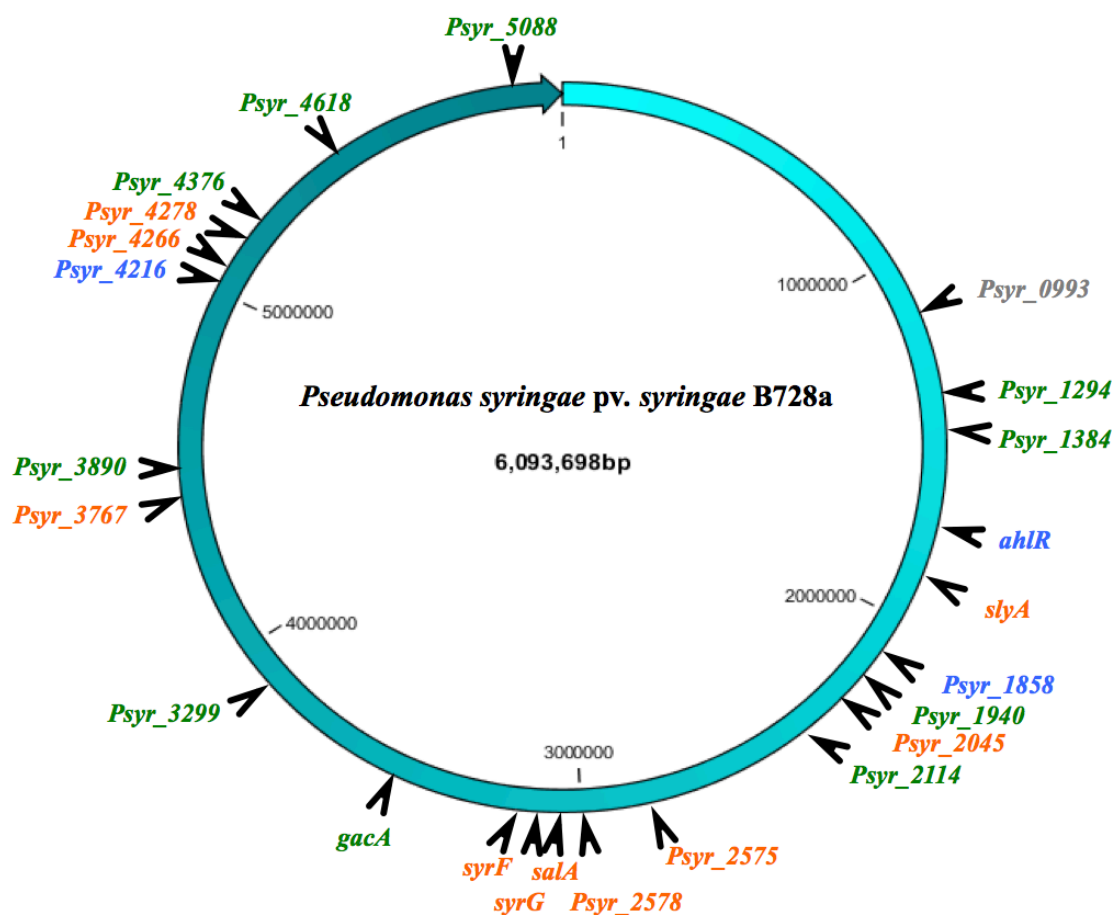 Psyr_5088
Psyr_4618
Psyr_4376
Psyr_4278
Psyr_4266
Psyr_4216
1
1000000
5000000
Psyr_0993
Pseudomonas syringae pv. syringae B728a
6,093,698bp
Psyr_1294
Psyr_1384
Psyr_3890
Psyr_3767
ahlR
slyA
2000000
4000000
Psyr_1858
Psyr_1940
Psyr_2045
Psyr_2114
Psyr_3299
3000000
gacA
syrF
syrG
salA
Psyr_2578
Psyr_2575